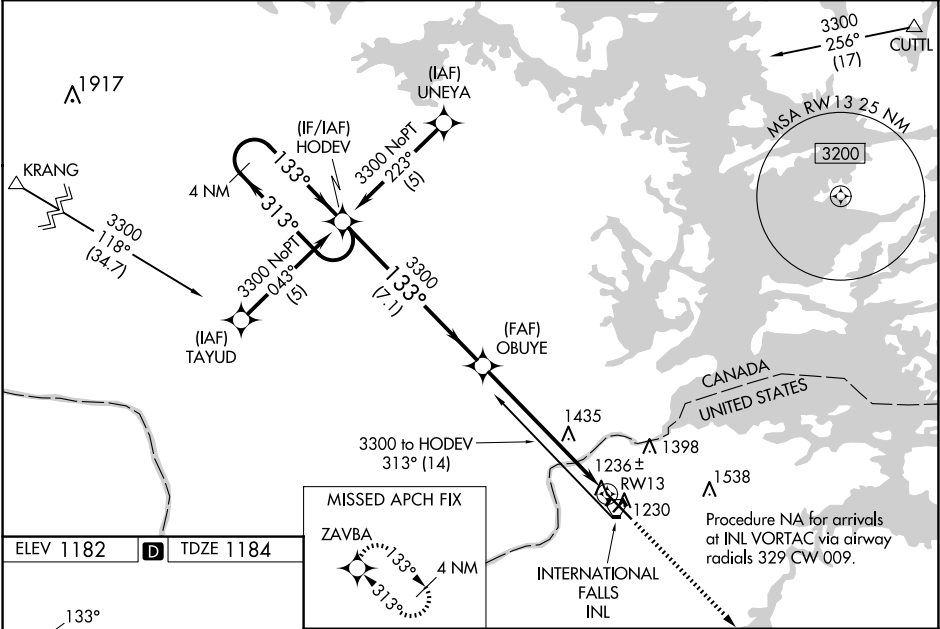 3300
256°
(17)
CUTTL
1917
(IAF)
UNEYA
MSA RW13 25 NM
3200
(IF/IAF)
HODEV
133°
3300 NoPT
223°
(5)
KRANG
4 NM
313°
3300
118°
(34.7)
3300 NoPT
043°
(5)
3300
133°
(7.1)
(IAF)
TAYUD
(FAF)
OBUYE
CANADA
UNITED STATES
1435
3300 to HODEV
313° (14)
1398
1236 ±
RW13
1538
1230
MISSED APCH FIX
ZAVBA
133°
4 NM
313°
Procedure NA for arrivals
at INL VORTAC via airway
radials 329 CW 009.
ELEV 1182
D
TDZE 1184
INTERNATIONAL
FALLS
INL
133°